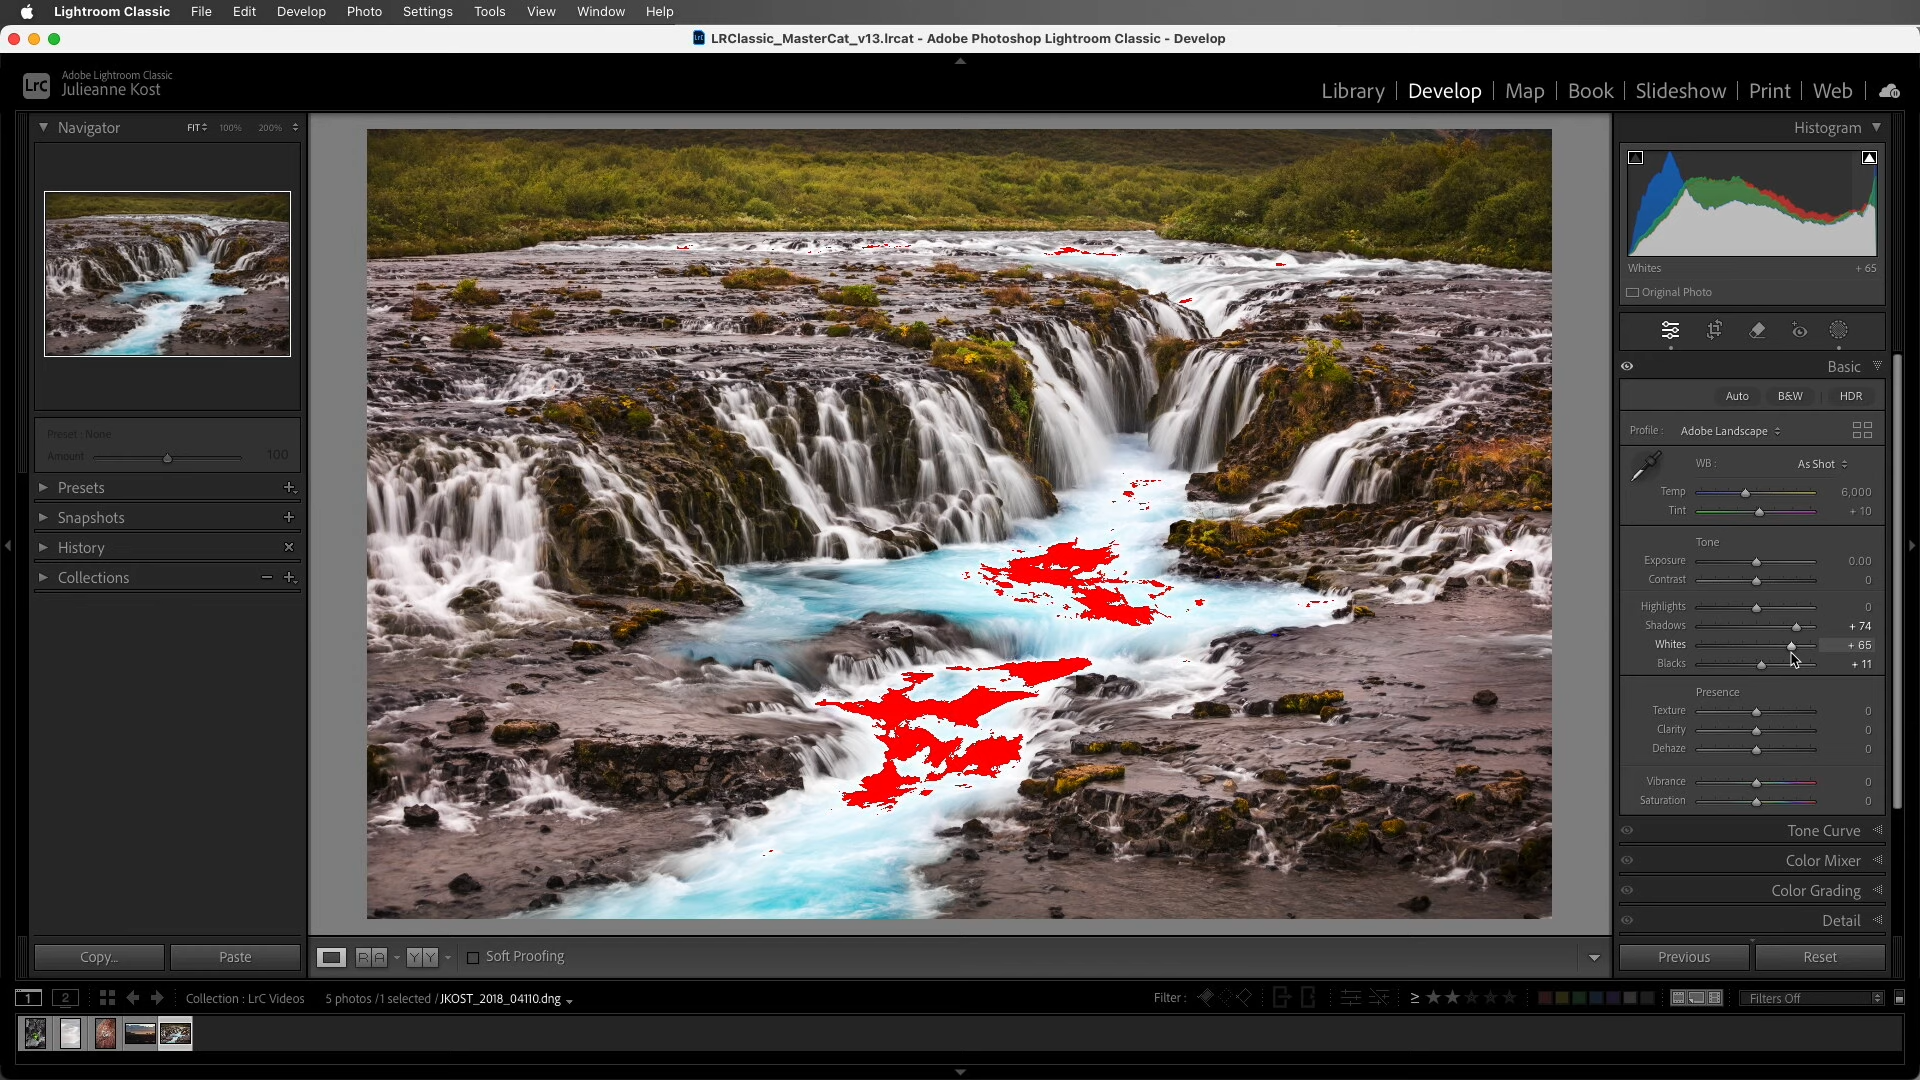 Lightroom Classic File Edit Develop Photo Settings Tools View Window Help
LrC LRClassic_MasterCat_v13.lrcat - Adobe Photoshop Lightroom Classic - Develop
LrC Adobe Lightroom Classic
Julieanne Kost
Library | Develop | Map | Book | Slideshow | Print | Web
Navigator FIT 100% 200%
Preset : None
Amount 100
Presets
Snapshots
History
Collections
Copy... Paste
Histogram
Whites + 65
Original Photo
Basic
Auto B&W HDR
Profile : Adobe Landscape
WB : As Shot
Temp 6,000
Tint + 10
Tone
Exposure 0.00
Contrast 0
Highlights 0
Shadows + 74
Whites + 65
Blacks + 11
Presence
Texture 0
Clarity 0
Dehaze 0
Vibrance 0
Saturation 0
Tone Curve
Color Mixer
Color Grading
Detail
Previous Reset
R A Y Y Soft Proofing
1 2 Collection : LrC Videos 5 photos /1 selected /JKOST_2018_04110.dng Filter : ≥ Filters Off